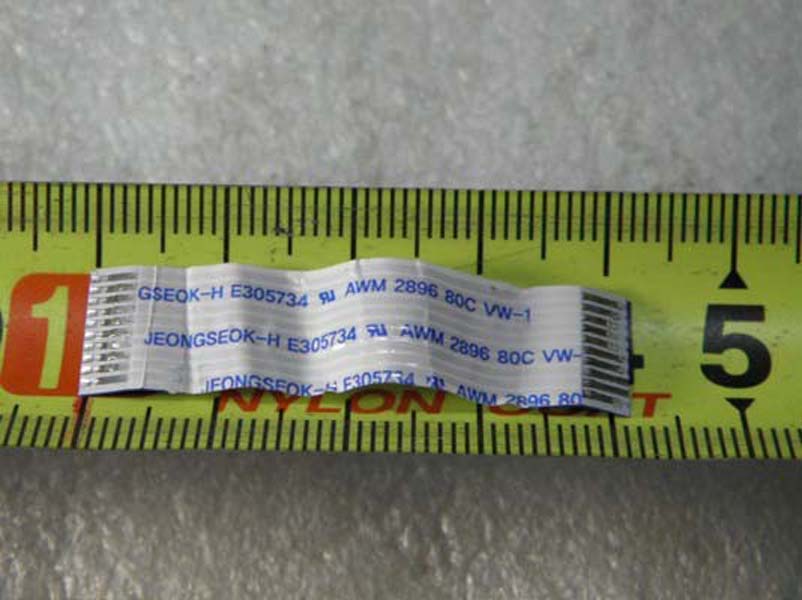 GSEOK-H E305734 AWM 2896 80C VW-1
JEONGSEOK-H E305734 AWM 2896 80C VW-
JEONGSEOK-H E305734 AWM 2896 80
1
5
NYLON COAT